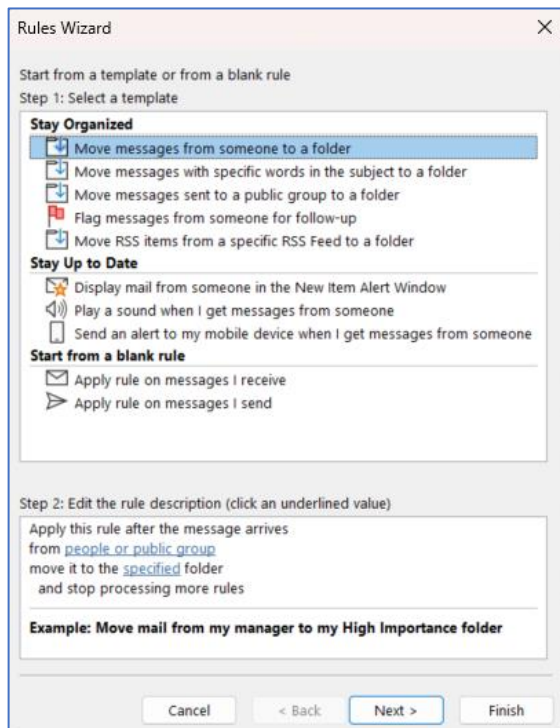 Rules Wizard
Start from a template or from a blank rule
Step 1: Select a template
Stay Organized
Move messages from someone to a folder
Move messages with specific words in the subject to a folder
Move messages sent to a public group to a folder
Flag messages from someone for follow-up
Move RSS items from a specific RSS Feed to a folder
Stay Up to Date
Display mail from someone in the New Item Alert Window
Play a sound when I get messages from someone
Send an alert to my mobile device when I get messages from someone
Start from a blank rule
Apply rule on messages I receive
Apply rule on messages I send
Step 2: Edit the rule description (click an underlined value)
Apply this rule after the message arrives
from people or public group
move it to the specified folder
and stop processing more rules
Example: Move mail from my manager to my High Importance folder
Cancel < Back Next > Finish